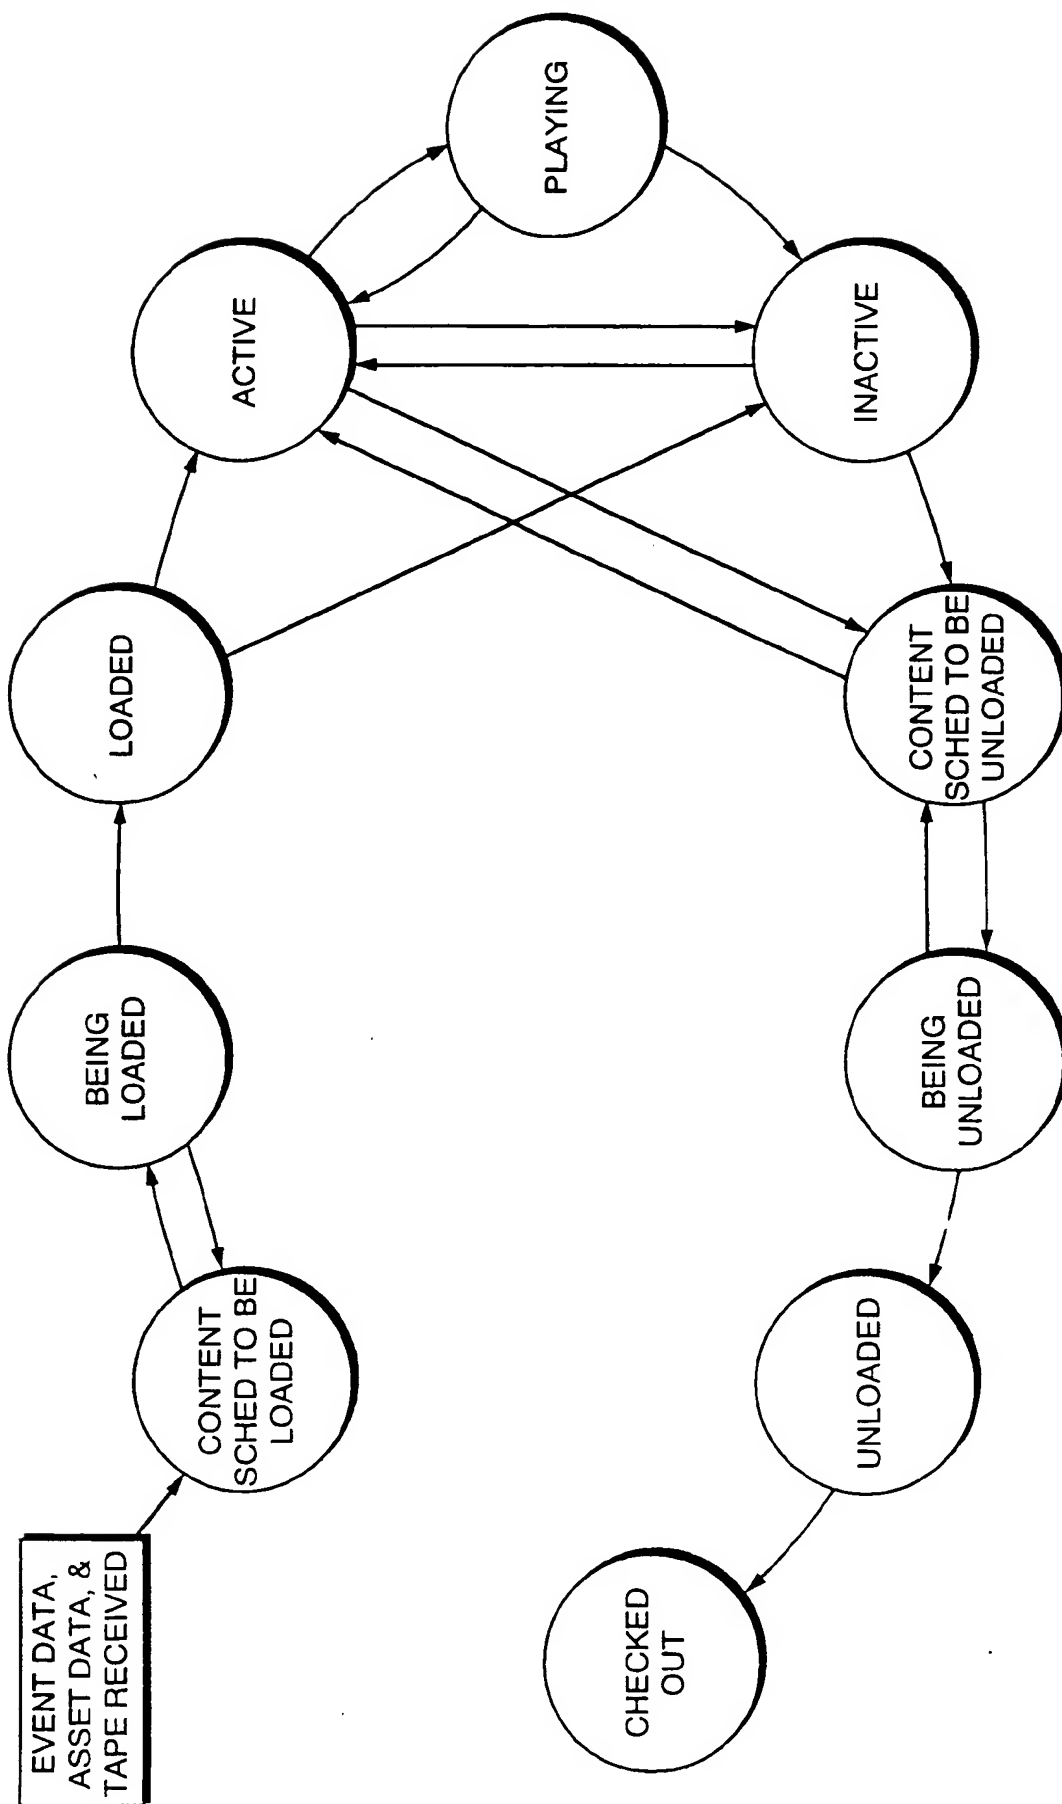 EVENT DATA,
ASSET DATA, &
TAPE RECEIVED
CONTENT
SCHED TO BE
LOADED
BEING
LOADED
LOADED
ACTIVE
PLAYING
INACTIVE
CONTENT
SCHED TO BE
UNLOADED
BEING
UNLOADED
UNLOADED
CHECKED
OUT